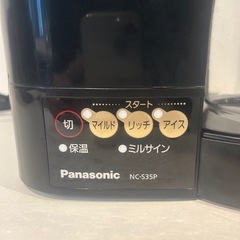 スタート
切 マイルド リッチ アイス
保温 ミルサイン
Panasonic NC-S35P